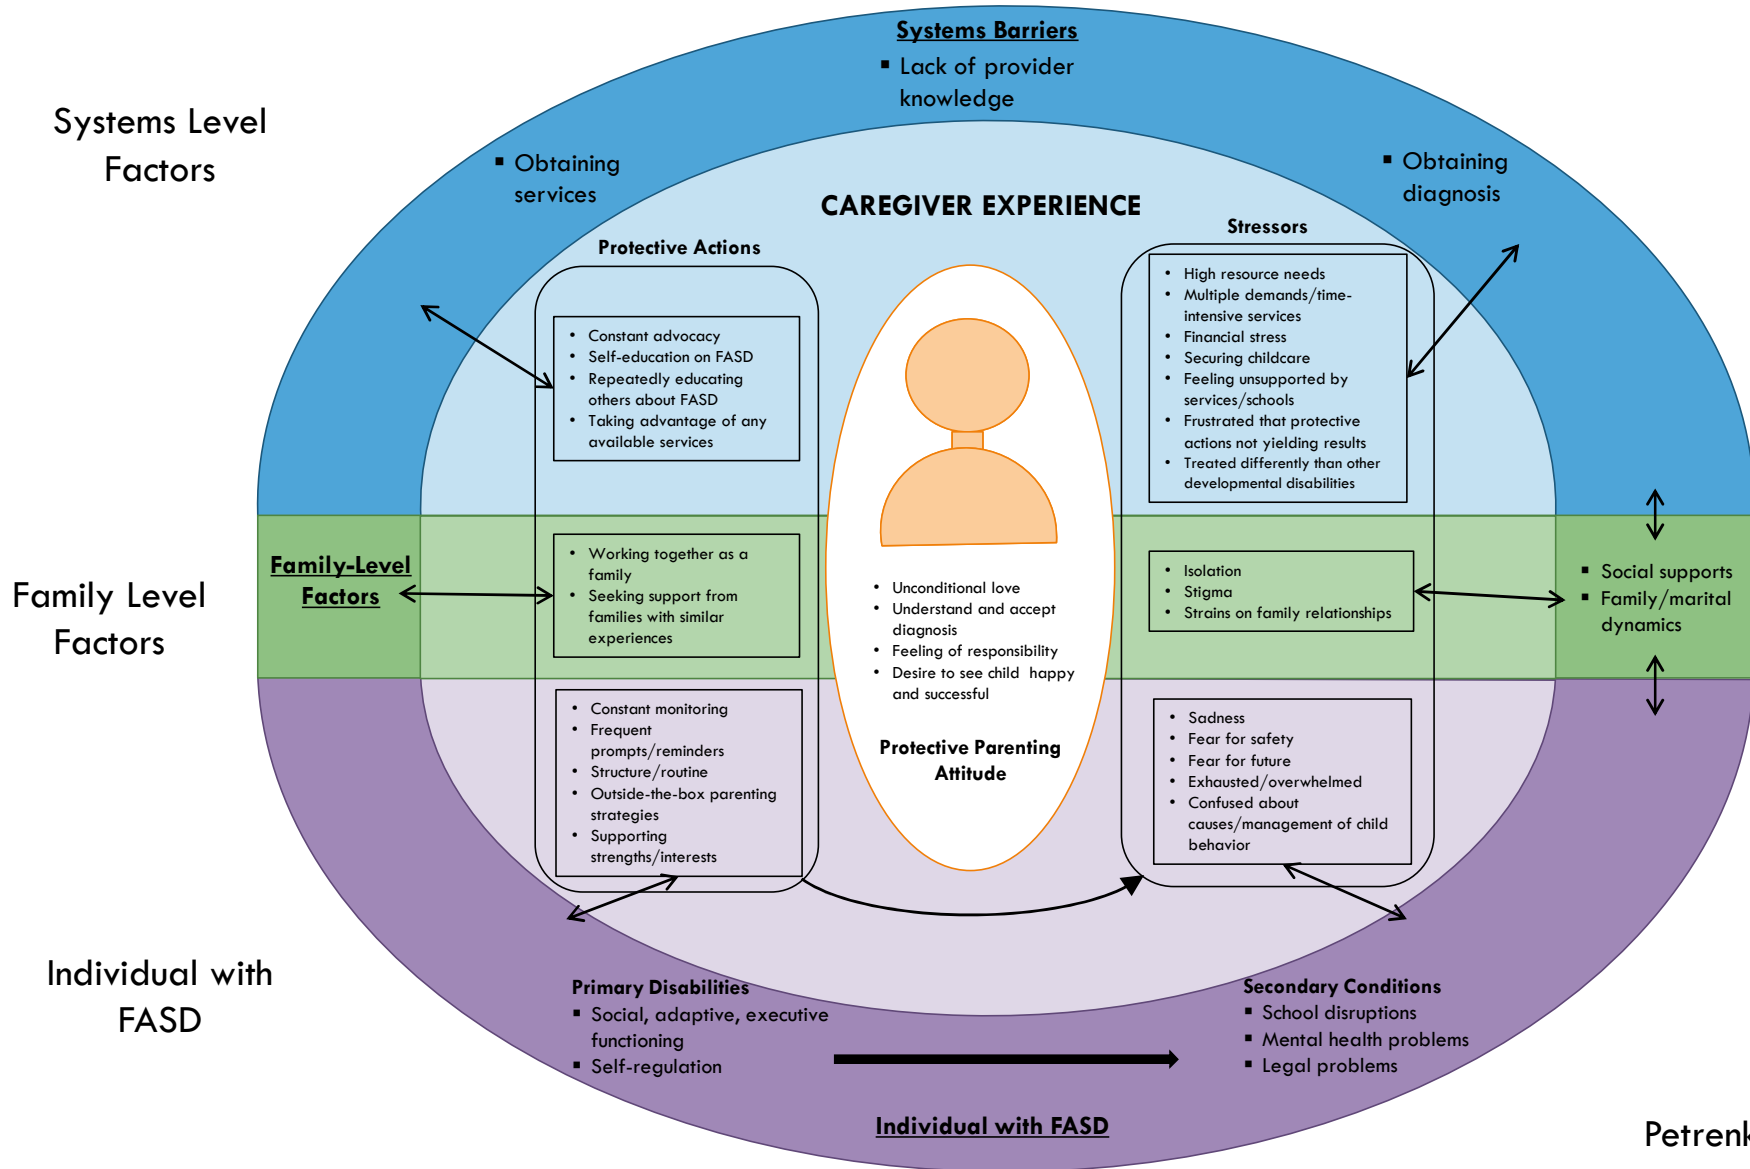 Systems Barriers
▪ Lack of provider
knowledge
Systems Level
Factors
▪ Obtaining
services
▪ Obtaining
diagnosis
CAREGIVER EXPERIENCE
Protective Actions
• Constant advocacy
• Self-education on FASD
• Repeatedly educating
others about FASD
• Taking advantage of any
available services
Stressors
• High resource needs
• Multiple demands/time-
intensive services
• Financial stress
• Securing childcare
• Feeling unsupported by
services/schools
• Frustrated that protective
actions not yielding results
• Treated differently than other
developmental disabilities
Family Level
Factors
Family-Level
Factors
• Working together as a
family
• Seeking support from
families with similar
experiences
• Unconditional love
• Understand and accept
diagnosis
• Feeling of responsibility
• Desire to see child happy
and successful
Protective Parenting
Attitude
• Isolation
• Stigma
• Strains on family relationships
▪ Social supports
▪ Family/marital
dynamics
• Constant monitoring
• Frequent
prompts/reminders
• Structure/routine
• Outside-the-box parenting
strategies
• Supporting
strengths/interests
• Sadness
• Fear for safety
• Fear for future
• Exhausted/overwhelmed
• Confused about
causes/management of child
behavior
Individual with
FASD
Primary Disabilities
▪ Social, adaptive, executive
functioning
▪ Self-regulation
Secondary Conditions
▪ School disruptions
▪ Mental health problems
▪ Legal problems
Individual with FASD